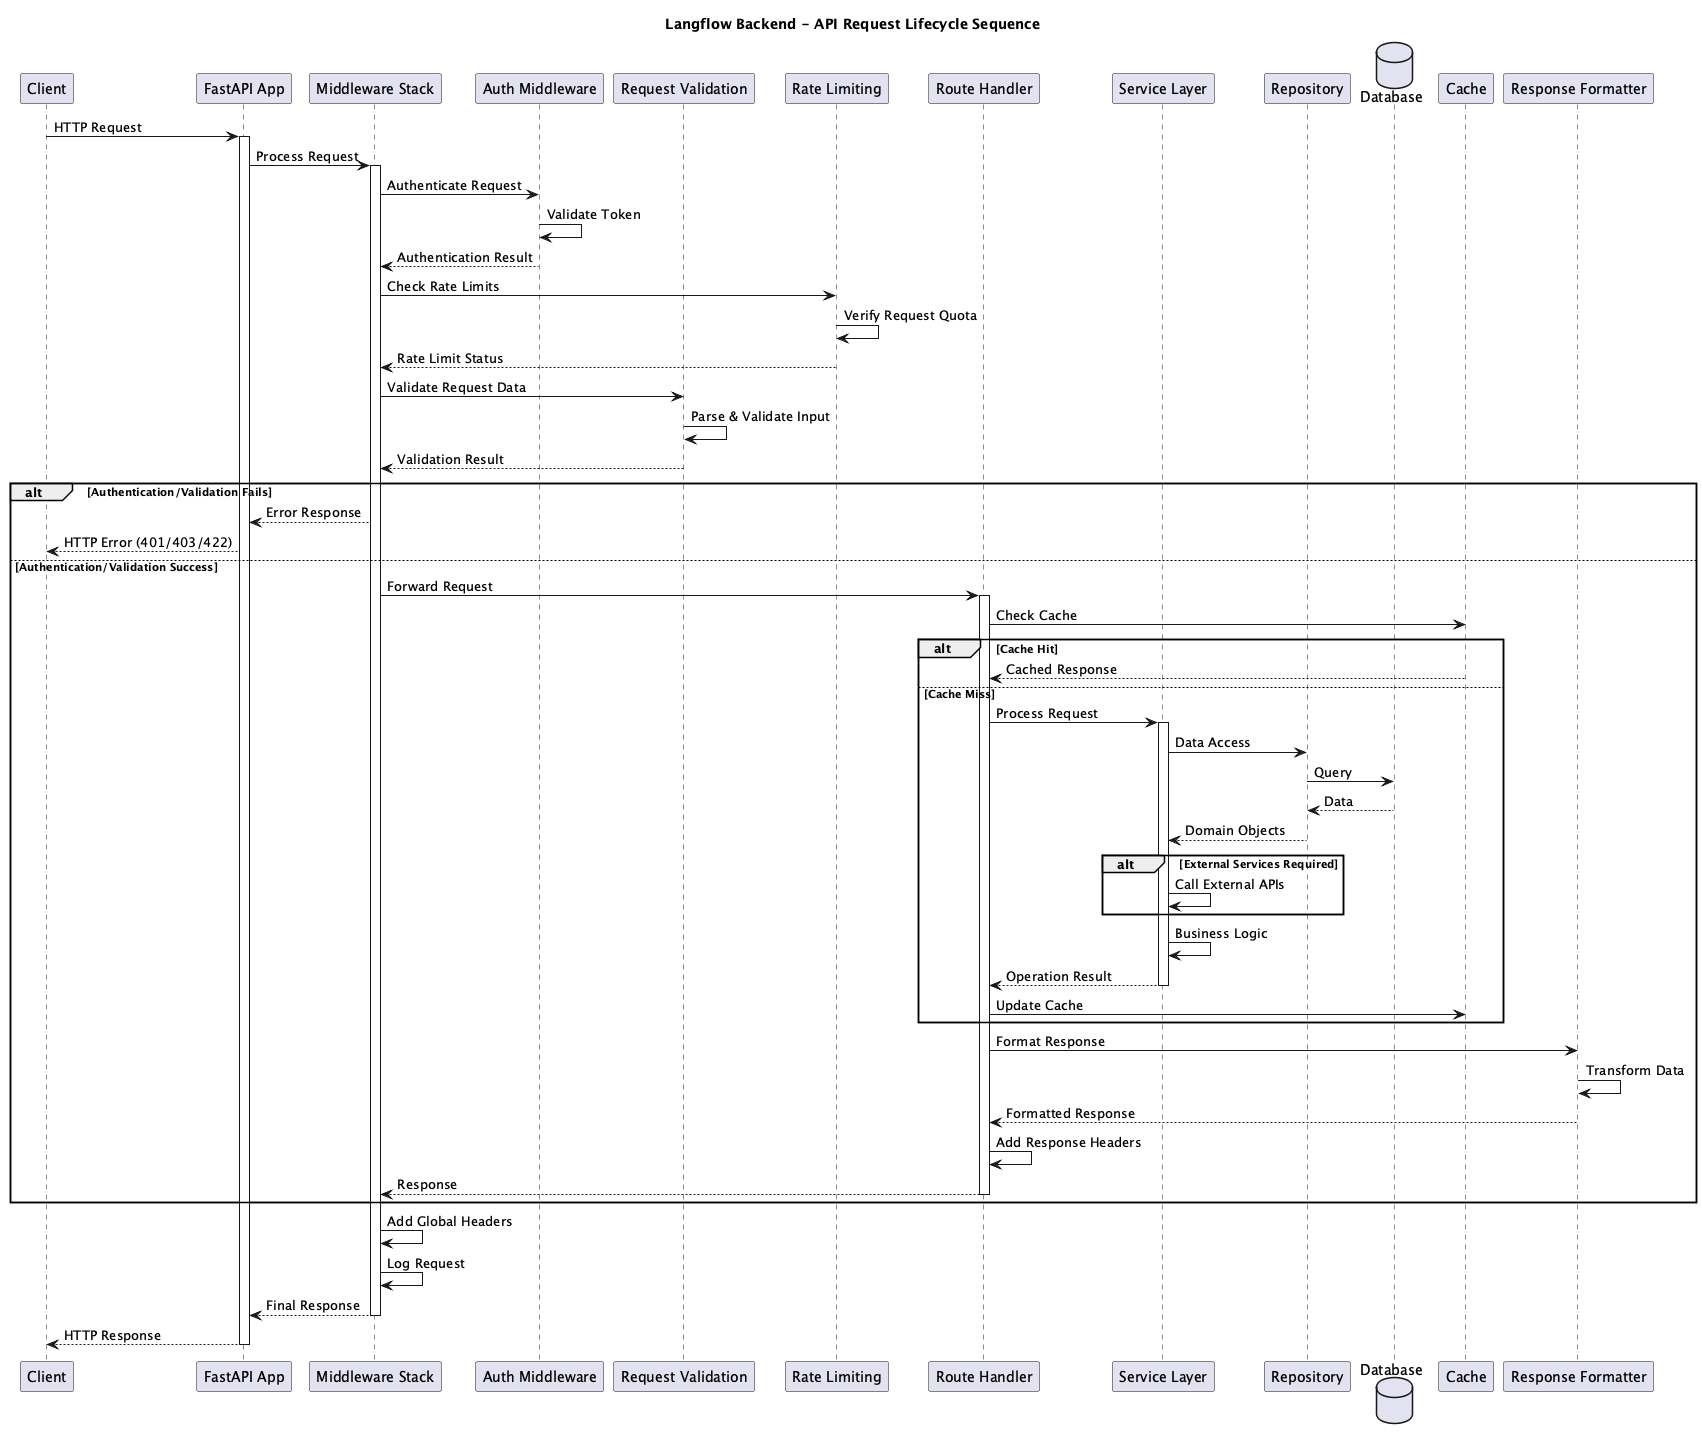 Langflow Backend – API Request Lifecycle Sequence
Client
FastAPI App
Middleware Stack
Auth Middleware
Request Validation
Rate Limiting
Route Handler
Service Layer
Repository
Database
Cache
Response Formatter
HTTP Request
Process Request
Authenticate Request
Validate Token
Authentication Result
Check Rate Limits
Verify Request Quota
Rate Limit Status
Validate Request Data
Parse & Validate Input
Validation Result
alt
[Authentication/Validation Fails]
Error Response
HTTP Error (401/403/422)
[Authentication/Validation Success]
Forward Request
Check Cache
alt
[Cache Hit]
Cached Response
[Cache Miss]
Process Request
Data Access
Query
Data
Domain Objects
alt
[External Services Required]
Call External APIs
Business Logic
Operation Result
Update Cache
Format Response
Transform Data
Formatted Response
Add Response Headers
Response
Add Global Headers
Log Request
Final Response
HTTP Response
Client
FastAPI App
Middleware Stack
Auth Middleware
Request Validation
Rate Limiting
Route Handler
Service Layer
Repository
Database
Cache
Response Formatter